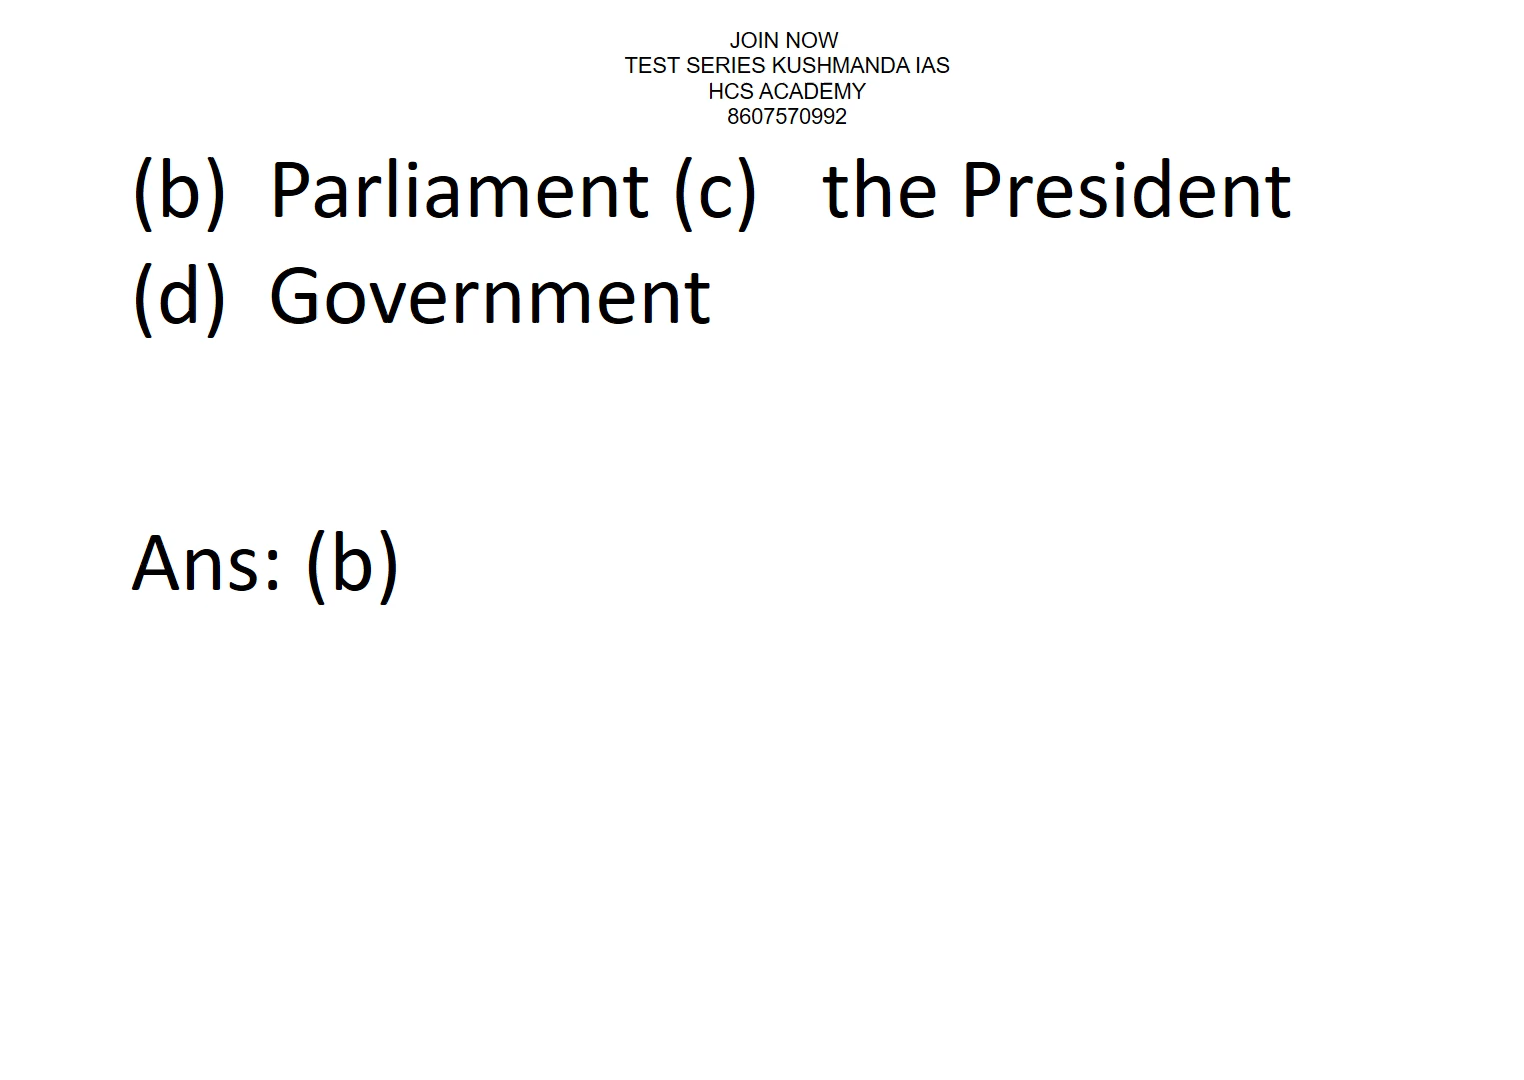 JOIN NOW
TEST SERIES KUSHMANDA IAS
HCS ACADEMY
8607570992
(b) Parliament (c) the President
(d) Government
Ans: (b)